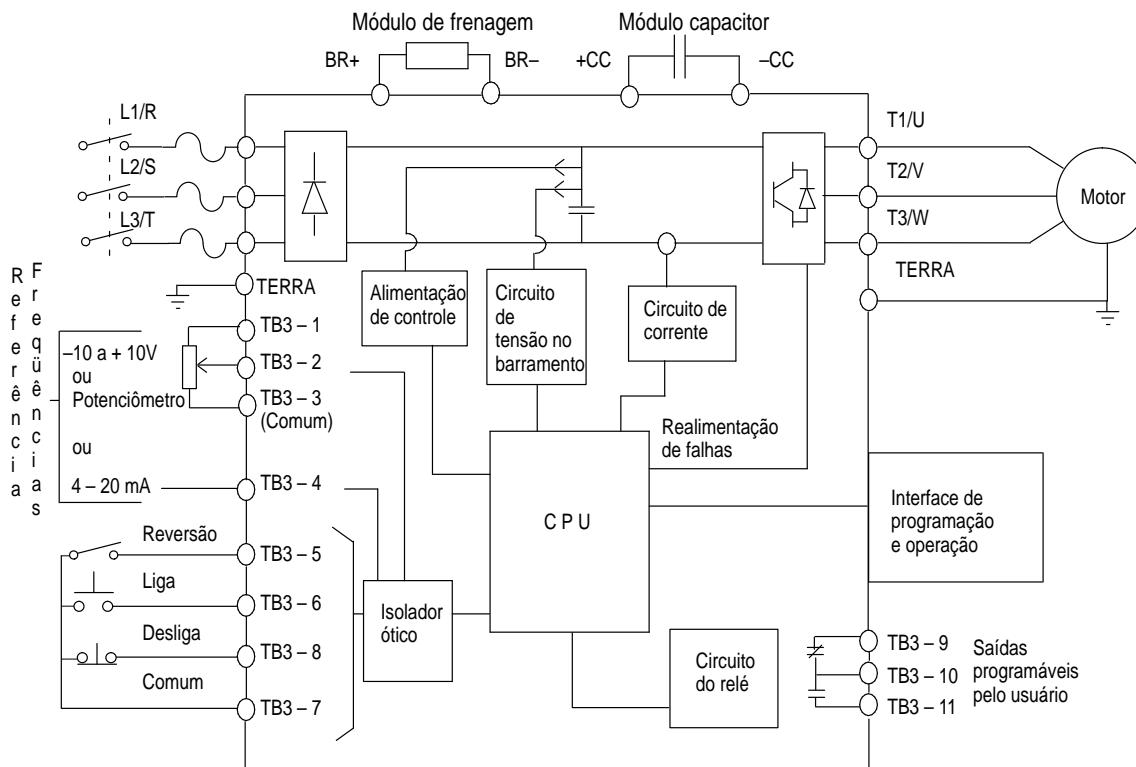 Módulo de frenagem
Módulo capacitor
BR+
BR–
+CC
–CC
L1/R
L2/S
L3/T
T1/U
T2/V
T3/W
Motor
TERRA
TERRA
Freqüências
Referência
Alimentação
de controle
Circuito
de
tensão no
barramento
Circuito de
corrente
TB3 – 1
–10 a + 10V
ou
Potenciômetro
TB3 – 2
TB3 – 3
(Comum)
ou
4 – 20 mA
TB3 – 4
Realimentação
de falhas
C P U
Interface de
programação
e operação
Reversão
TB3 – 5
Liga
TB3 – 6
Desliga
TB3 – 8
Comum
TB3 – 7
Isolador
ótico
Circuito
do relé
TB3 – 9
TB3 – 10
TB3 – 11
Saídas
programáveis
pelo usuário